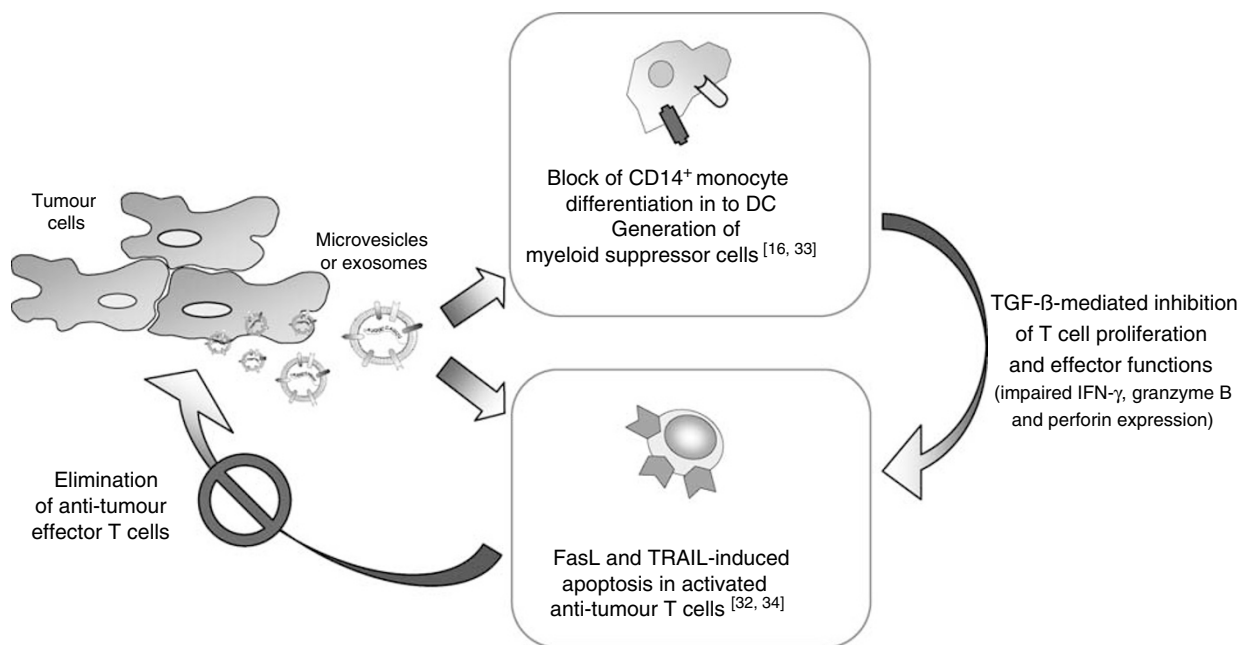 Tumour
cells
Microvesicles
or exosomes
Block of CD14⁺ monocyte
differentiation in to DC
Generation of
myeloid suppressor cells [16, 33]
TGF-ß-mediated inhibition
of T cell proliferation
and effector functions
(impaired IFN-γ, granzyme B
and perforin expression)
FasL and TRAIL-induced
apoptosis in activated
anti-tumour T cells [32, 34]
Elimination
of anti-tumour
effector T cells